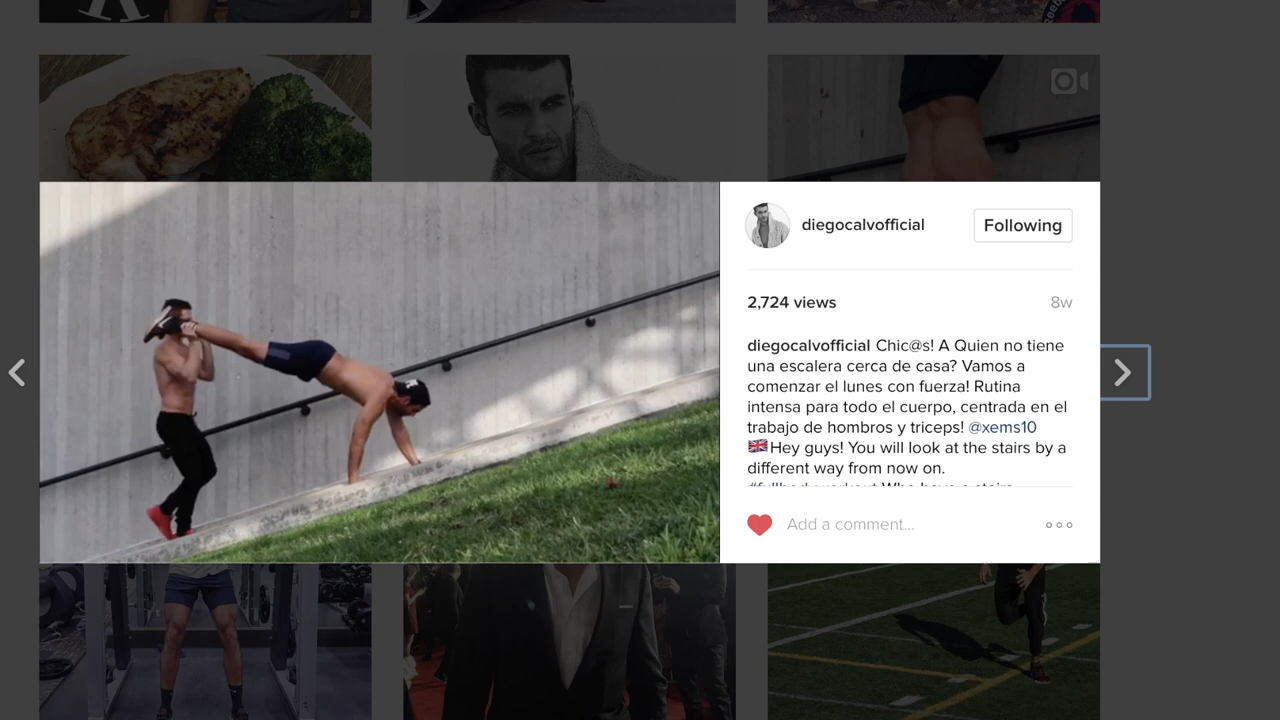 diegocalvofficial
Following
2,724 views
8w
diegocalvofficial Chic@s! A Quien no tiene
una escalera cerca de casa? Vamos a
comenzar el lunes con fuerza! Rutina
intensa para todo el cuerpo, centrada en el
trabajo de hombros y triceps! @xems10
🇬🇧Hey guys! You will look at the stairs by a
different way from now on.
Add a comment...